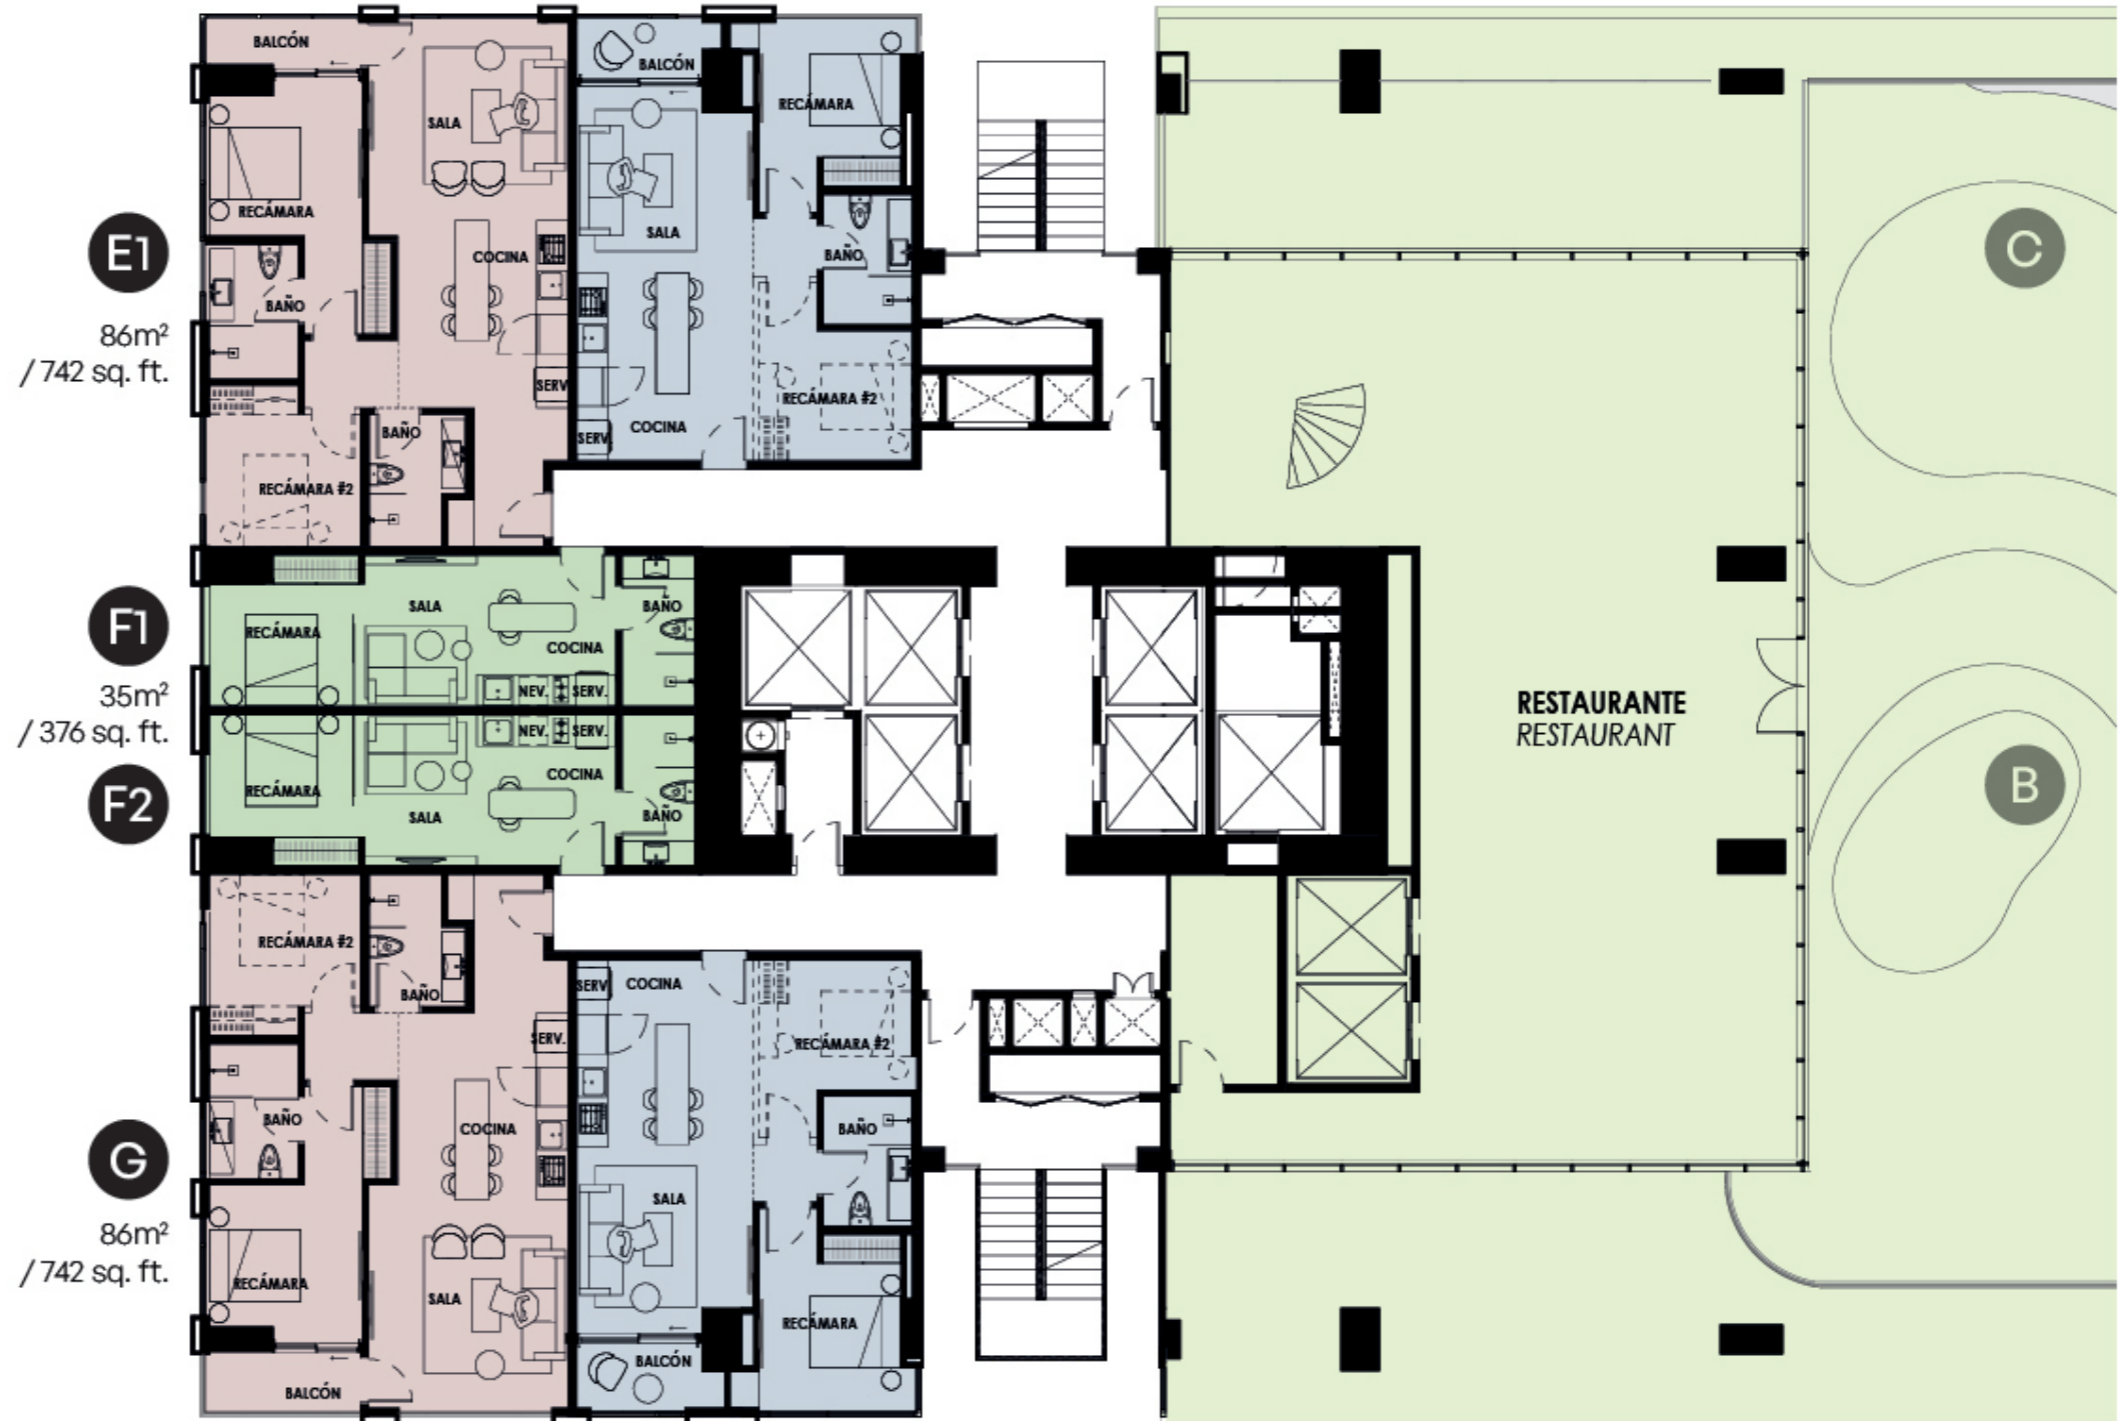 BALCÓN
SALA
RECÁMARA
COCINA
BAÑO
SERV
BAÑO
RECÁMARA #2
BALCÓN
RECÁMARA
SALA
BAÑO
RECÁMARA #2
COCINA
SERV
E1
86m²
/ 742 sq. ft.
C
F1
35m²
/ 376 sq. ft.
F2
SALA
BAÑO
RECÁMARA
COCINA
NEV.
SERV.
NEV.
SERV.
COCINA
RECÁMARA
SALA
BAÑO
RESTAURANTE
RESTAURANT
B
RECÁMARA #2
BAÑO
SERV.
BAÑO
COCINA
RECÁMARA
SALA
BALCÓN
SERV
COCINA
RECÁMARA #2
BAÑO
SALA
RECÁMARA
BALCÓN
G
86m²
/ 742 sq. ft.